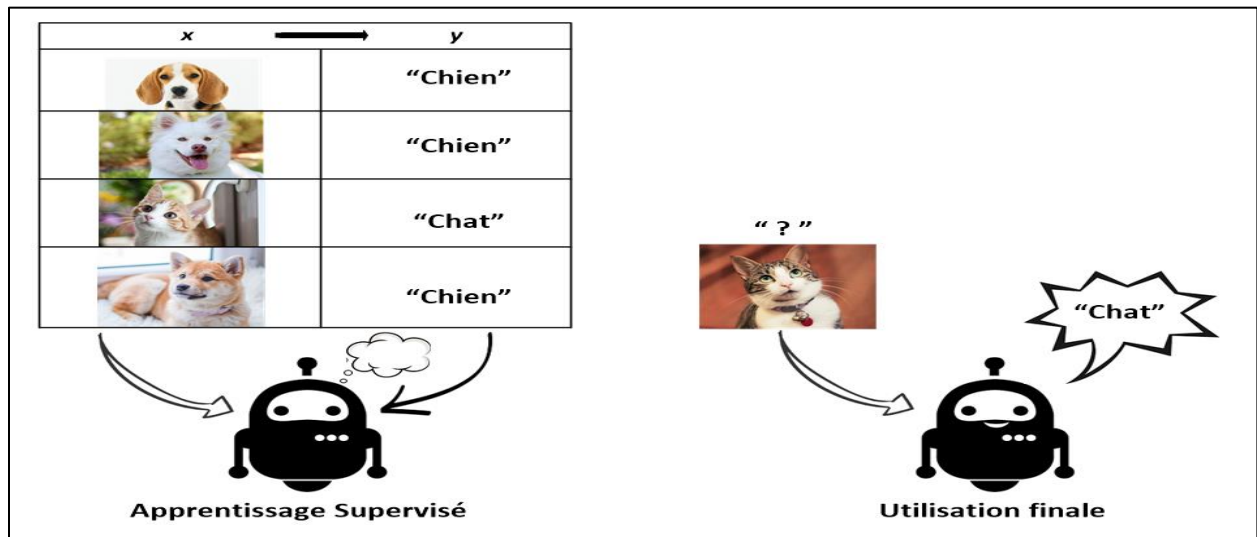 x y
“Chien”
“Chien”
“Chat”
“Chien”
“ ? ”
“Chat”
Apprentissage Supervisé
Utilisation finale